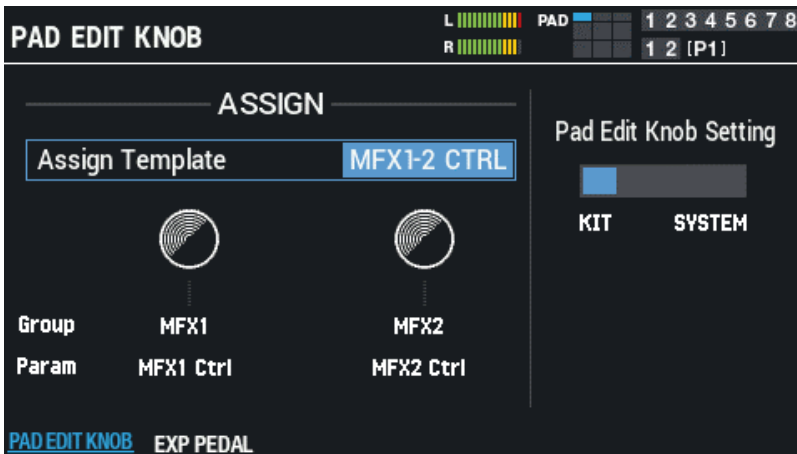 PAD EDIT KNOB
L
R
PAD
1 2 3 4 5 6 7 8
1 2 [P1]
ASSIGN
Assign Template MFX1-2 CTRL
Pad Edit Knob Setting
KIT SYSTEM
Group MFX1 MFX2
Param MFX1 Ctrl MFX2 Ctrl
PAD EDIT KNOB EXP PEDAL